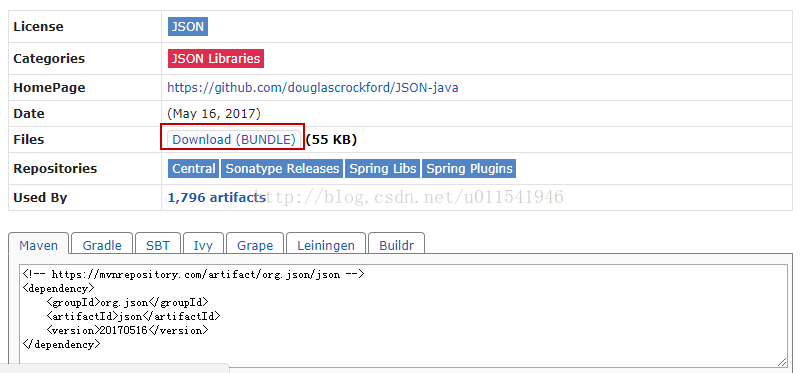 License JSON
Categories JSON Libraries
HomePage https://github.com/douglascrockford/JSON-java
Date (May 16, 2017)
Files Download (BUNDLE) (55 KB)
Repositories Central Sonatype Releases Spring Libs Spring Plugins
Used By 1,796 artifacts
http://blog.csdn.net/u011541946
Maven Gradle SBT Ivy Grape Leiningen Buildr
<!-- https://mvnrepository.com/artifact/org.json/json -->
<dependency>
    <groupId>org.json</groupId>
    <artifactId>json</artifactId>
    <version>20170516</version>
</dependency>